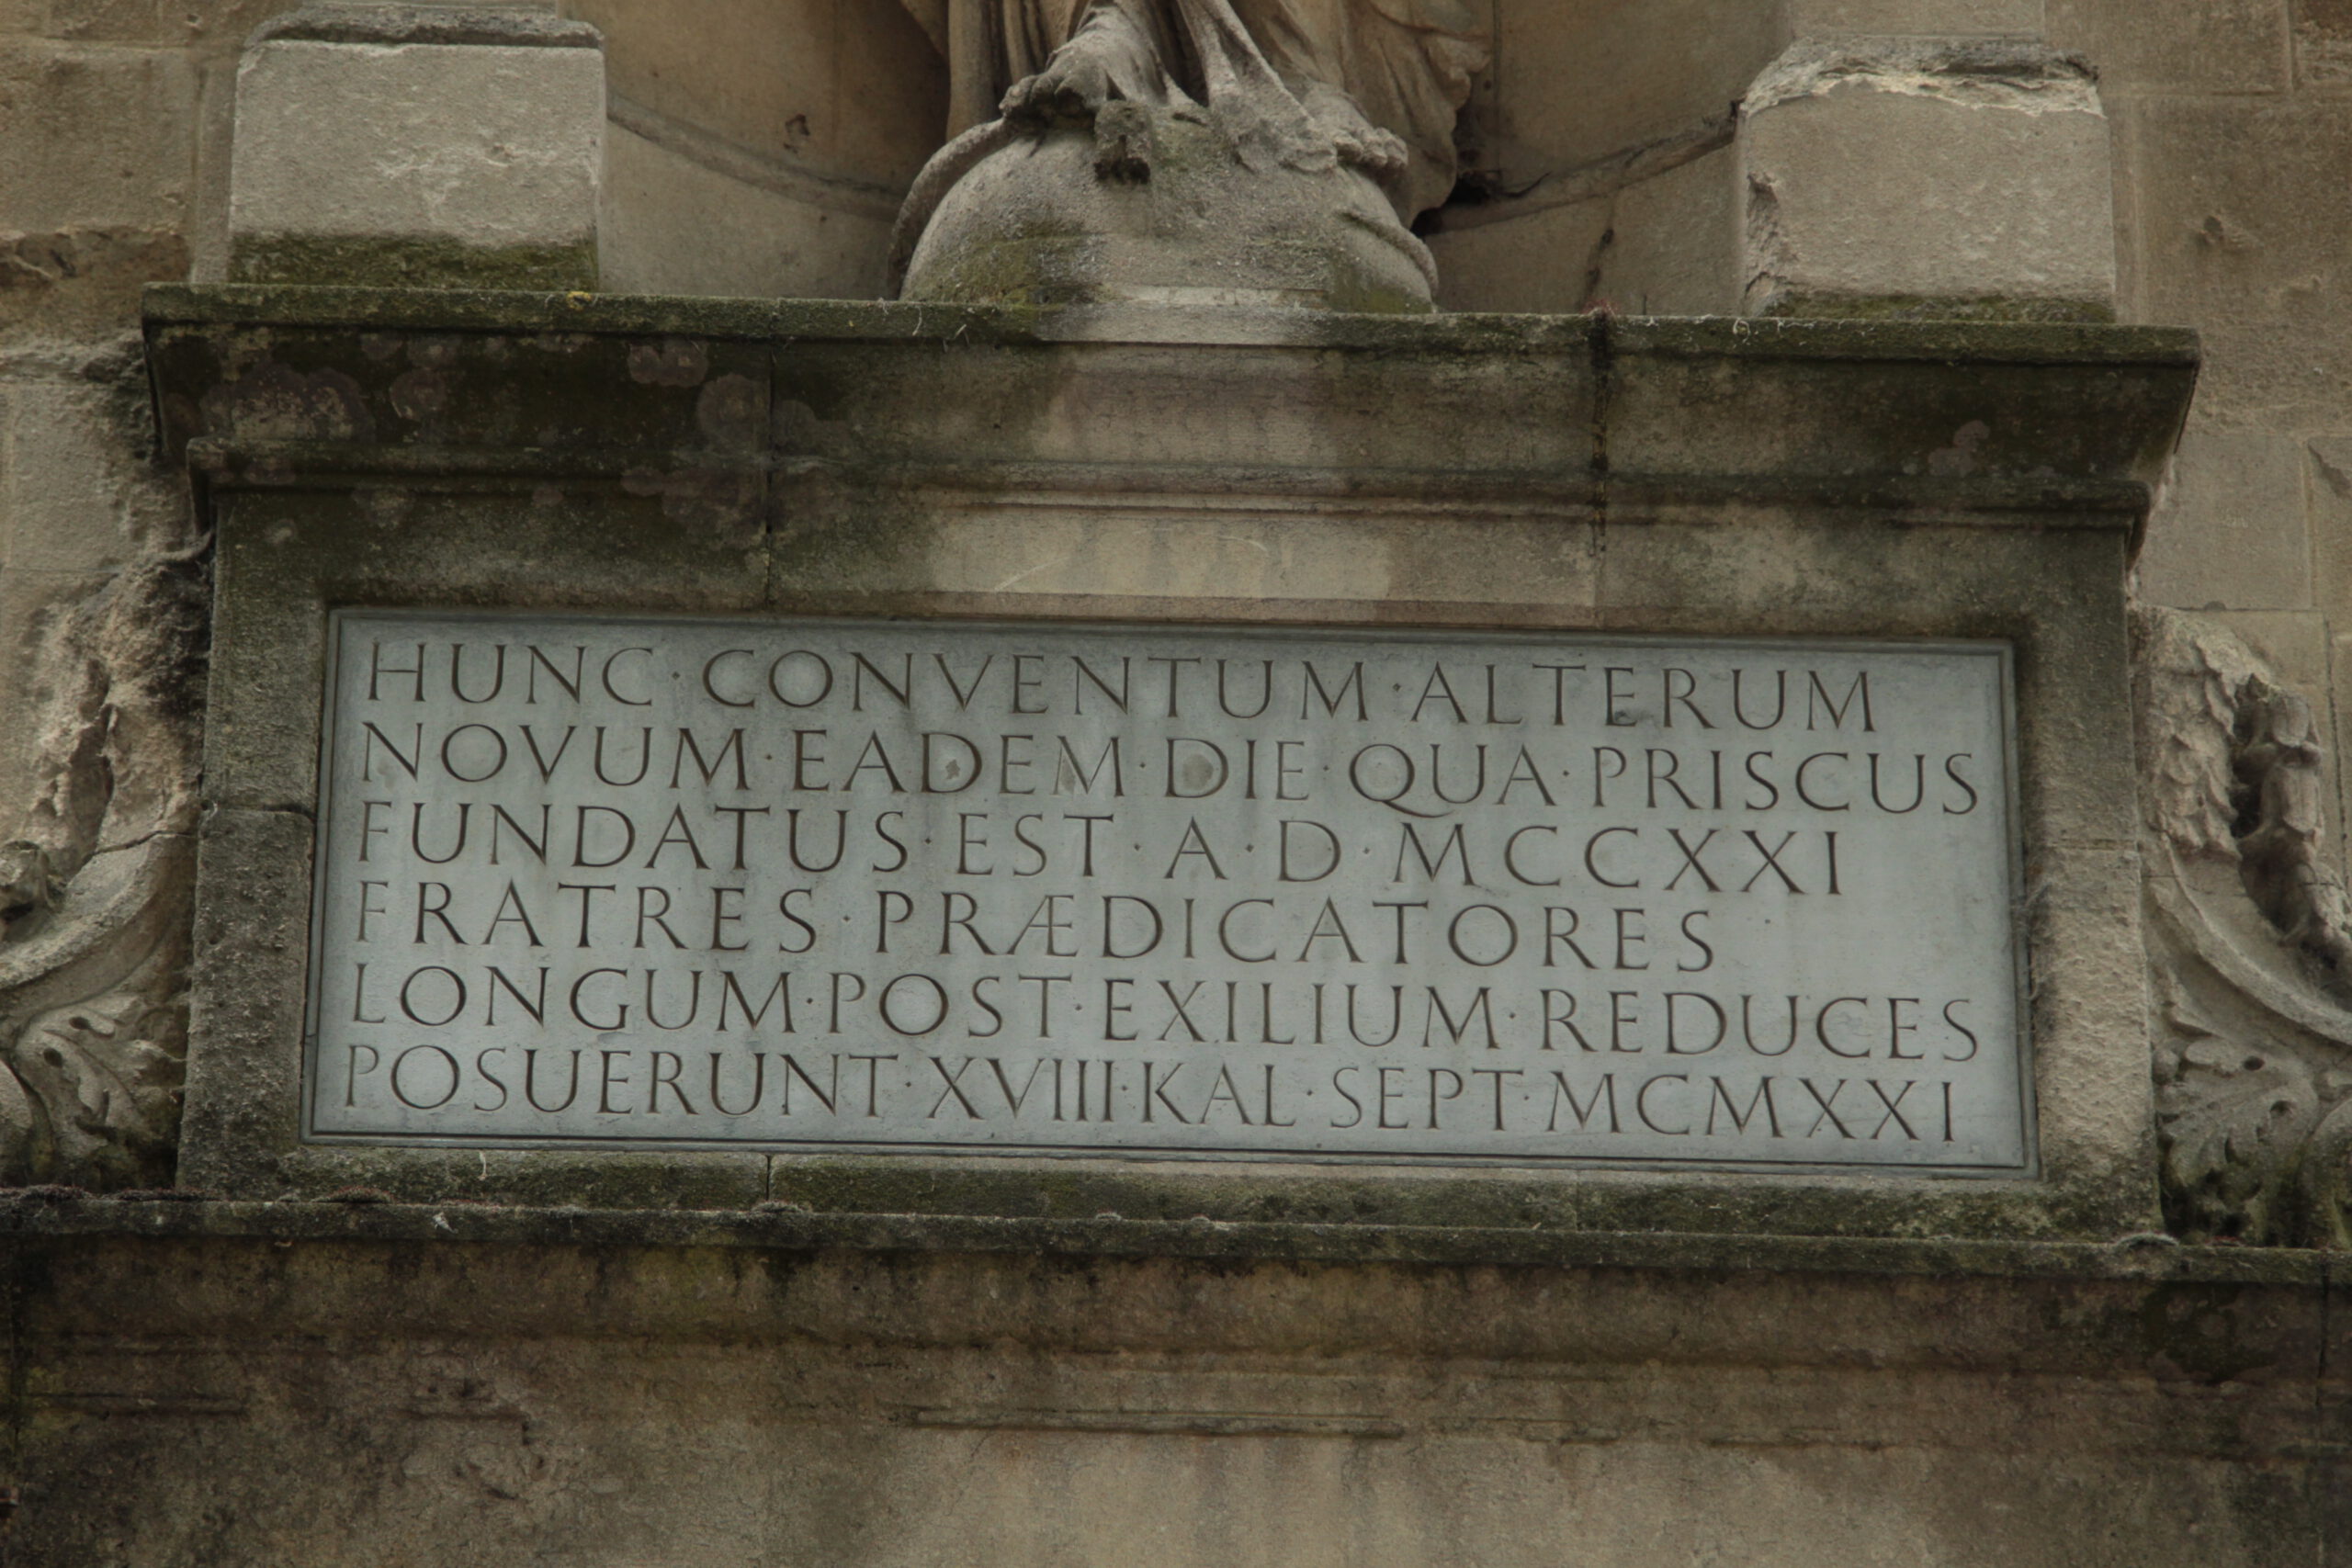 HUNC·CONVENTUM·ALTERUM
NOVUM·EADEM·DIE·QUA·PRISCUS
FUNDATUS·EST·A·D·MCCXXI
FRATRES·PRÆDICATORES
LONGUM·POST·EXILIUM·REDUCES
POSUERUNT·XVIII·KAL·SEPT·MCMXXI